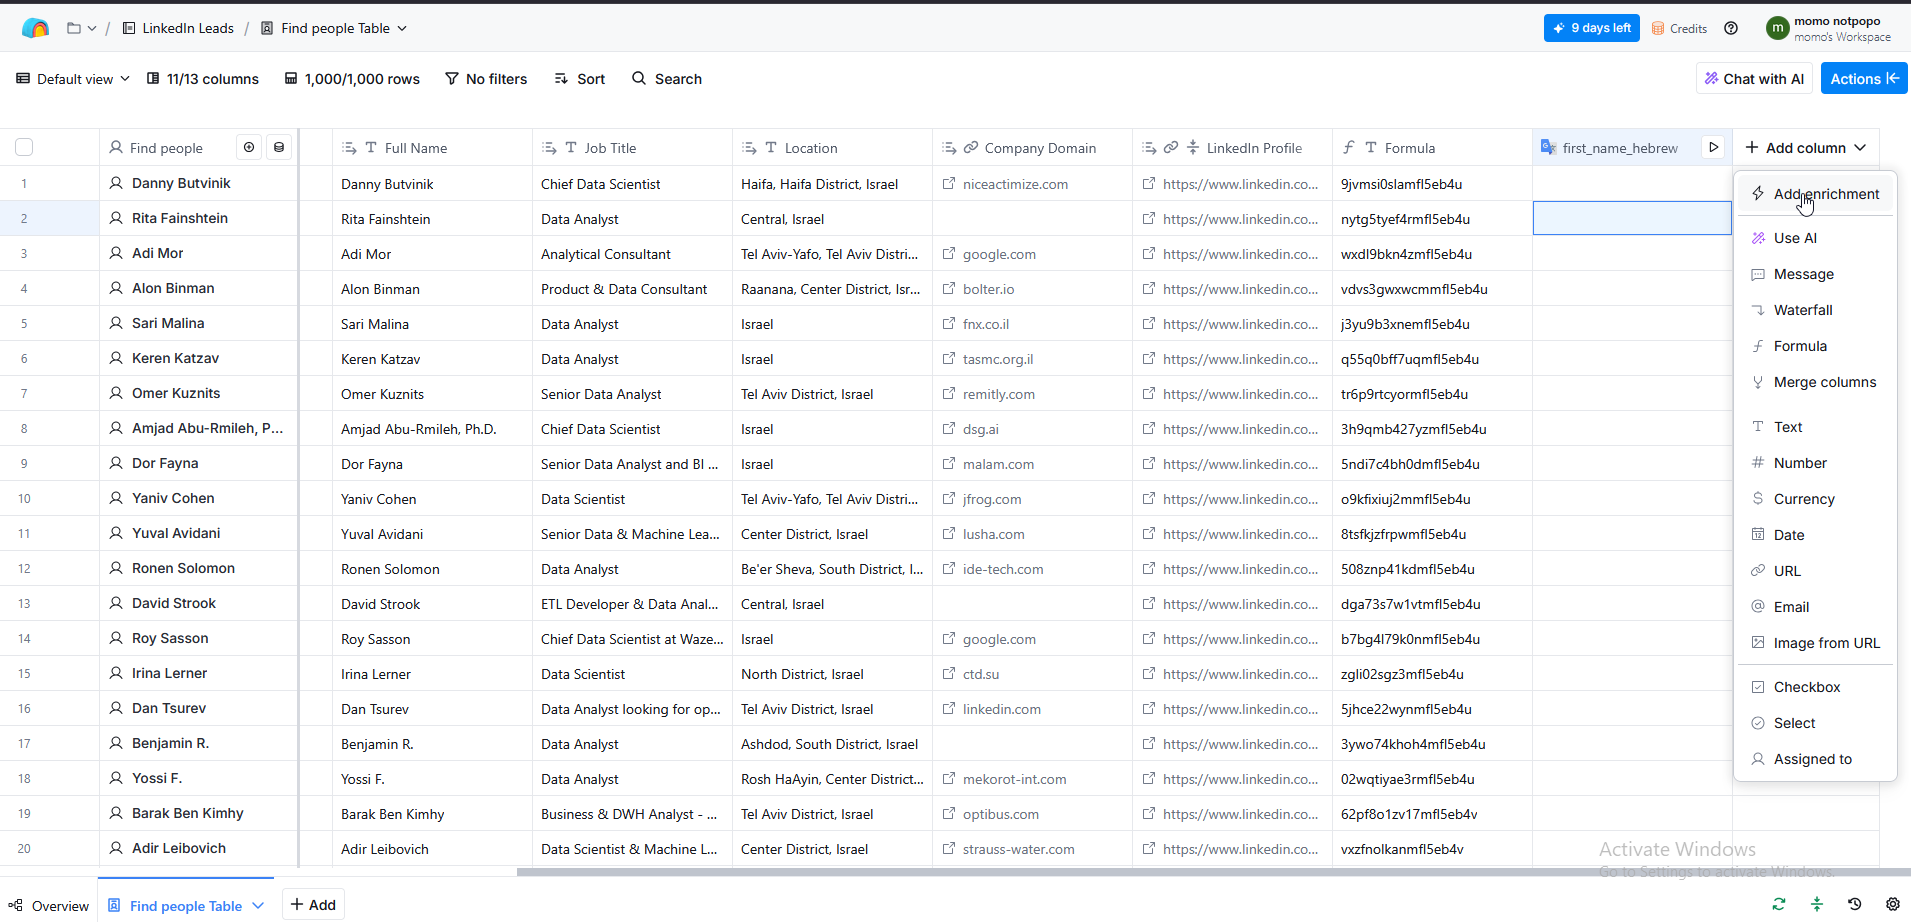 LinkedIn Leads / Find people Table
9 days left
Credits
m
momo notpopo
momo's Workspace
Default view 11/13 columns 1,000/1,000 rows No filters Sort Search
Chat with AI Actions
Find people Full Name Job Title Location Company Domain LinkedIn Profile Formula first_name_hebrew Add column
1 Danny Butvinik Danny Butvinik Chief Data Scientist Haifa, Haifa District, Israel niceactimize.com https://www.linkedin.co... 9jvmsi0slamfl5eb4u
2 Rita Fainshtein Rita Fainshtein Data Analyst Central, Israel https://www.linkedin.co... nytg5tyef4rmfl5eb4u
3 Adi Mor Adi Mor Analytical Consultant Tel Aviv-Yafo, Tel Aviv Distri... google.com https://www.linkedin.co... wxdl9bkn4zmfl5eb4u
4 Alon Binman Alon Binman Product & Data Consultant Raanana, Center District, Isr... bolter.io https://www.linkedin.co... vdvs3gwxwcmmfl5eb4u
5 Sari Malina Sari Malina Data Analyst Israel fnx.co.il https://www.linkedin.co... j3yu9b3xnemfl5eb4u
6 Keren Katzav Keren Katzav Data Analyst Israel tasmc.org.il https://www.linkedin.co... q55q0bff7uqmfl5eb4u
7 Omer Kuznits Omer Kuznits Senior Data Analyst Tel Aviv District, Israel remitly.com https://www.linkedin.co... tr6p9rtcyormfl5eb4u
8 Amjad Abu-Rmileh, P... Amjad Abu-Rmileh, Ph.D. Chief Data Scientist Israel dsg.ai https://www.linkedin.co... 3h9qmb427yzmfl5eb4u
9 Dor Fayna Dor Fayna Senior Data Analyst and BI ... Israel malam.com https://www.linkedin.co... 5ndi7c4bh0dmfl5eb4u
10 Yaniv Cohen Yaniv Cohen Data Scientist Tel Aviv-Yafo, Tel Aviv Distri... jfrog.com https://www.linkedin.co... o9kfixiuj2mmfl5eb4u
11 Yuval Avidani Yuval Avidani Senior Data & Machine Lea... Center District, Israel lusha.com https://www.linkedin.co... 8tsfkjzfrpwmfl5eb4u
12 Ronen Solomon Ronen Solomon Data Analyst Be'er Sheva, South District, I... ide-tech.com https://www.linkedin.co... 508znp41kdmfl5eb4u
13 David Strook David Strook ETL Developer & Data Anal... Central, Israel https://www.linkedin.co... dga73s7w1vtmfl5eb4u
14 Roy Sasson Roy Sasson Chief Data Scientist at Waze... Israel google.com https://www.linkedin.co... b7bg4l79k0nmfl5eb4u
15 Irina Lerner Irina Lerner Data Scientist North District, Israel ctd.su https://www.linkedin.co... zgli02sgz3mfl5eb4u
16 Dan Tsurev Dan Tsurev Data Analyst looking for op... Tel Aviv District, Israel linkedin.com https://www.linkedin.co... 5jhce22wynmfl5eb4u
17 Benjamin R. Benjamin R. Data Analyst Ashdod, South District, Israel https://www.linkedin.co... 3ywo74khoh4mfl5eb4u
18 Yossi F. Yossi F. Data Analyst Rosh HaAyin, Center District... mekorot-int.com https://www.linkedin.co... 02wqtiyae3rmfl5eb4u
19 Barak Ben Kimhy Barak Ben Kimhy Business & DWH Analyst - ... Tel Aviv District, Israel optibus.com https://www.linkedin.co... 62pf8o1zv17mfl5eb4v
20 Adir Leibovich Adir Leibovich Data Scientist & Machine L... Center District, Israel strauss-water.com https://www.linkedin.co... vxzfnolkanmfl5eb4v
Add enrichment
Use AI
Message
Waterfall
Formula
Merge columns
Text
Number
Currency
Date
URL
Email
Image from URL
Checkbox
Select
Assigned to
Activate Windows
Go to Settings to activate Windows.
Overview Find people Table Add